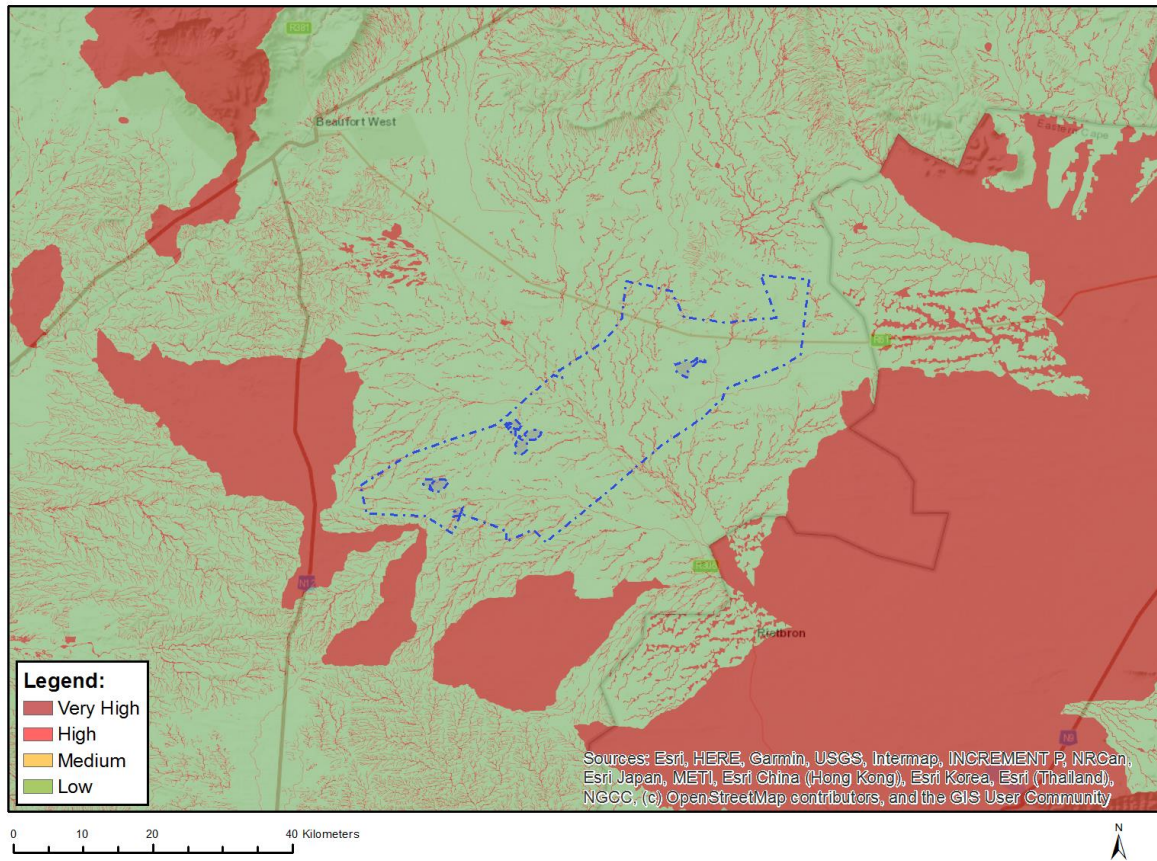 R381
Beaufort West
Eastern Cape
R61
R306
N12
Rietbron
N9
Legend:
Very High
High
Medium
Low
Sources: Esri, HERE, Garmin, USGS, Intermap, INCREMENT P, NRCan,
Esri Japan, METI, Esri China (Hong Kong), Esri Korea, Esri (Thailand),
NGCC, (c) OpenStreetMap contributors, and the GIS User Community
0 10 20 40 Kilometers
N